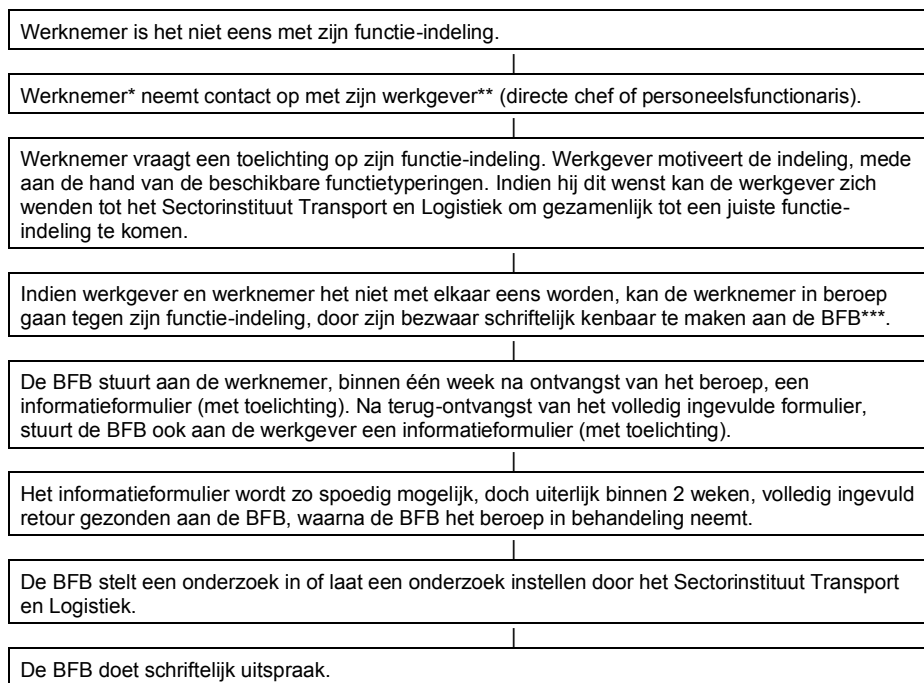 Werknemer is het niet eens met zijn functie-indeling.
Werknemer* neemt contact op met zijn werkgever** (directe chef of personeelsfunctionaris).
Werknemer vraagt een toelichting op zijn functie-indeling. Werkgever motiveert de indeling, mede
aan de hand van de beschikbare functietyperingen. Indien hij dit wenst kan de werkgever zich
wenden tot het Sectorinstituut Transport en Logistiek om gezamenlijk tot een juiste functie-
indeling te komen.
Indien werkgever en werknemer het niet met elkaar eens worden, kan de werknemer in beroep
gaan tegen zijn functie-indeling, door zijn bezwaar schriftelijk kenbaar te maken aan de BFB***.
De BFB stuurt aan de werknemer, binnen één week na ontvangst van het beroep, een
informatieformulier (met toelichting). Na terug-ontvangst van het volledig ingevulde formulier,
stuurt de BFB ook aan de werkgever een informatieformulier (met toelichting).
Het informatieformulier wordt zo spoedig mogelijk, doch uiterlijk binnen 2 weken, volledig ingevuld
retour gezonden aan de BFB, waarna de BFB het beroep in behandeling neemt.
De BFB stelt een onderzoek in of laat een onderzoek instellen door het Sectorinstituut Transport
en Logistiek.
De BFB doet schriftelijk uitspraak.